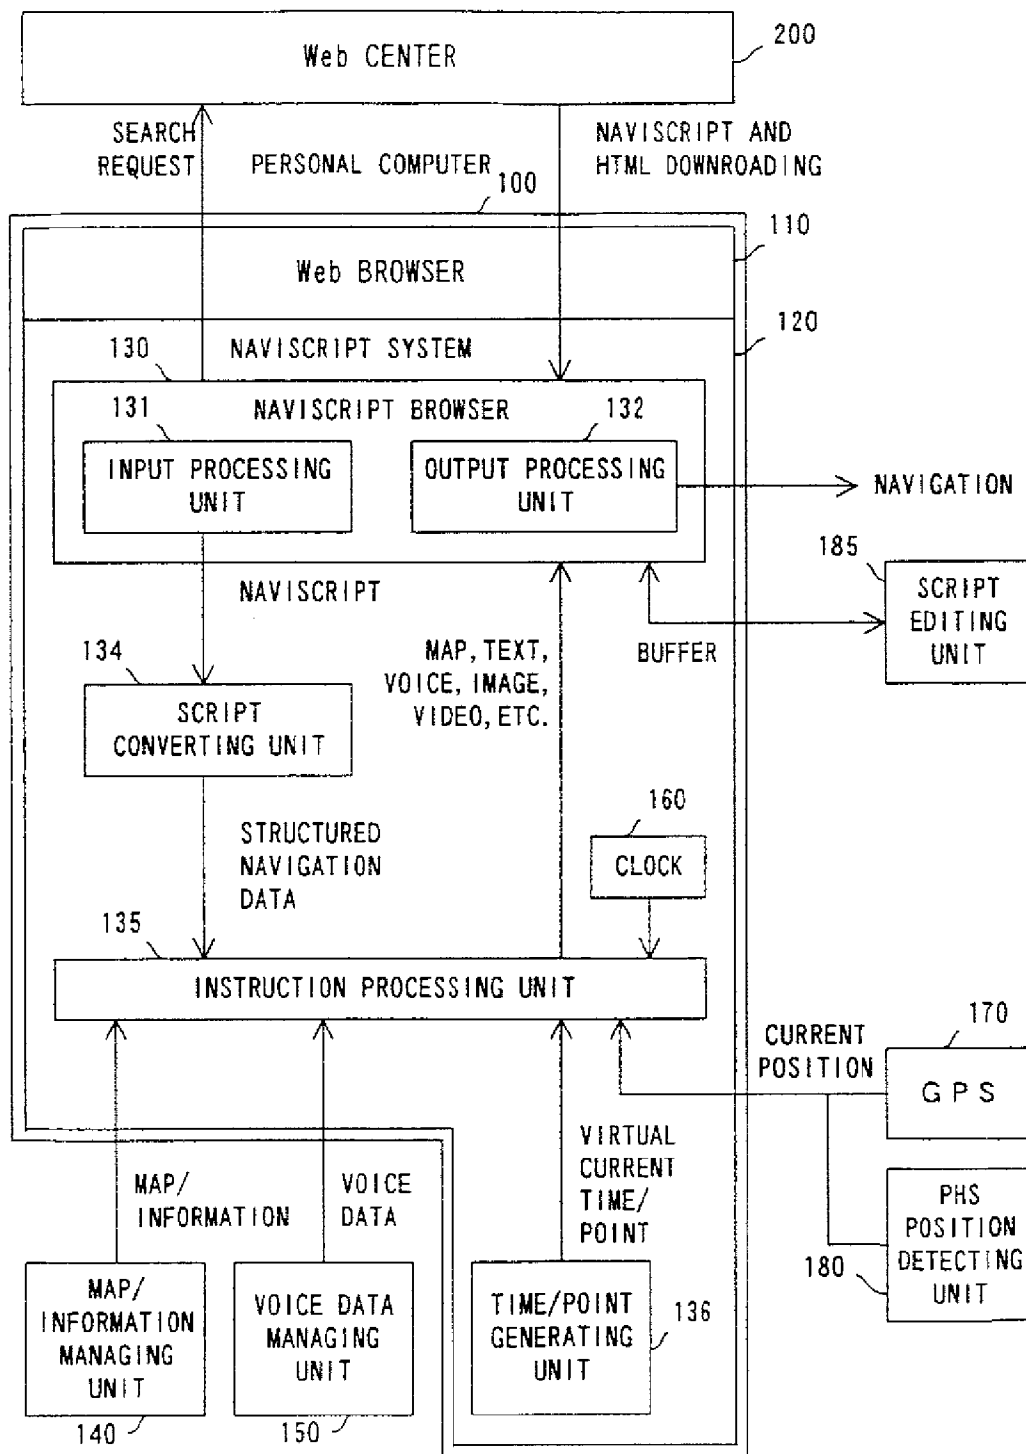 Web CENTER
200
SEARCH
REQUEST
PERSONAL COMPUTER
100
NAVISCRIPT AND
HTML DOWNROADING
110
Web BROWSER
120
130
NAVISCRIPT SYSTEM
131
NAVISCRIPT BROWSER
132
INPUT PROCESSING
UNIT
OUTPUT PROCESSING
UNIT
NAVIGATION
NAVISCRIPT
185
SCRIPT
EDITING
UNIT
BUFFER
134
MAP, TEXT,
VOICE, IMAGE,
VIDEO, ETC.
SCRIPT
CONVERTING UNIT
160
CLOCK
STRUCTURED
NAVIGATION
DATA
135
INSTRUCTION PROCESSING UNIT
CURRENT
POSITION
170
GPS
VIRTUAL
CURRENT
TIME/
POINT
MAP/
INFORMATION
VOICE
DATA
PHS
POSITION
DETECTING
UNIT
180
MAP/
INFORMATION
MANAGING
UNIT
140
VOICE DATA
MANAGING
UNIT
150
TIME/POINT
GENERATING
UNIT
136